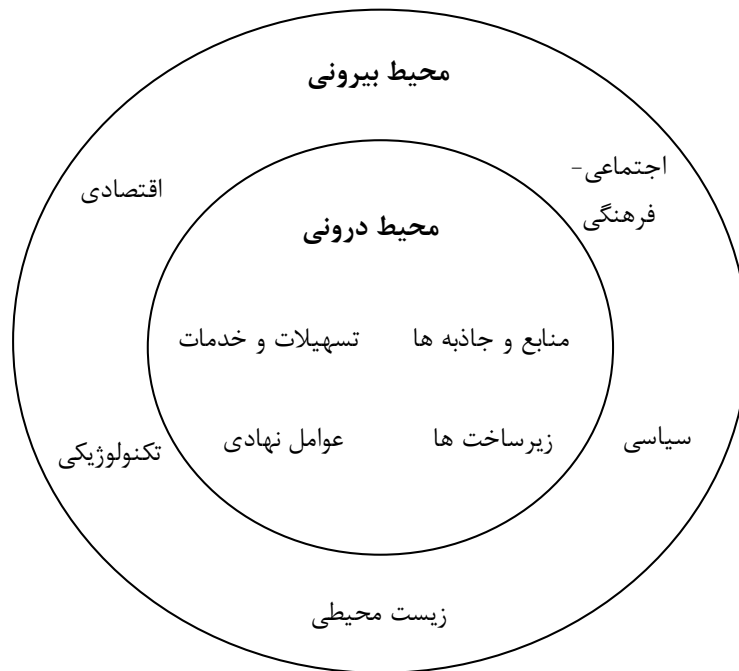 محیط بیرونی
اجتماعی-
فرهنگی
اقتصادی
محیط درونی
منابع و جاذبه ها
تسهیلات و خدمات
زیرساخت ها
عوامل نهادی
سیاسی
تکنولوژیکی
زیست محیطی